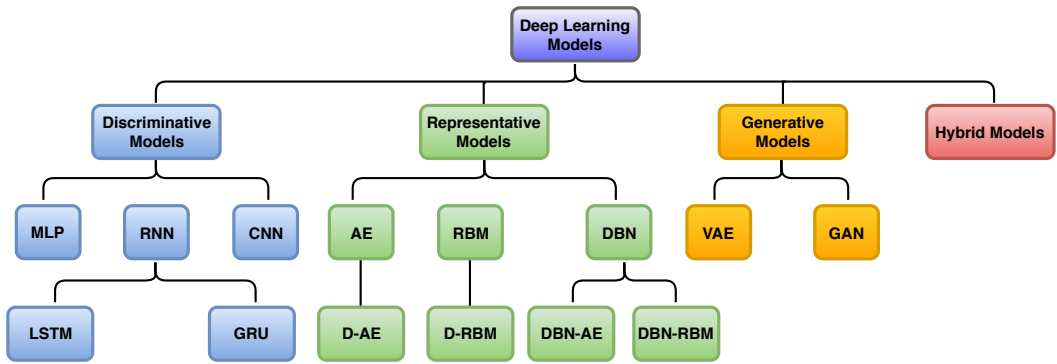 Deep Learning
Models
Discriminative
Models
Representative
Models
Generative
Models
Hybrid Models
MLP
RNN
CNN
AE
RBM
DBN
VAE
GAN
LSTM
GRU
D-AE
D-RBM
DBN-AE
DBN-RBM